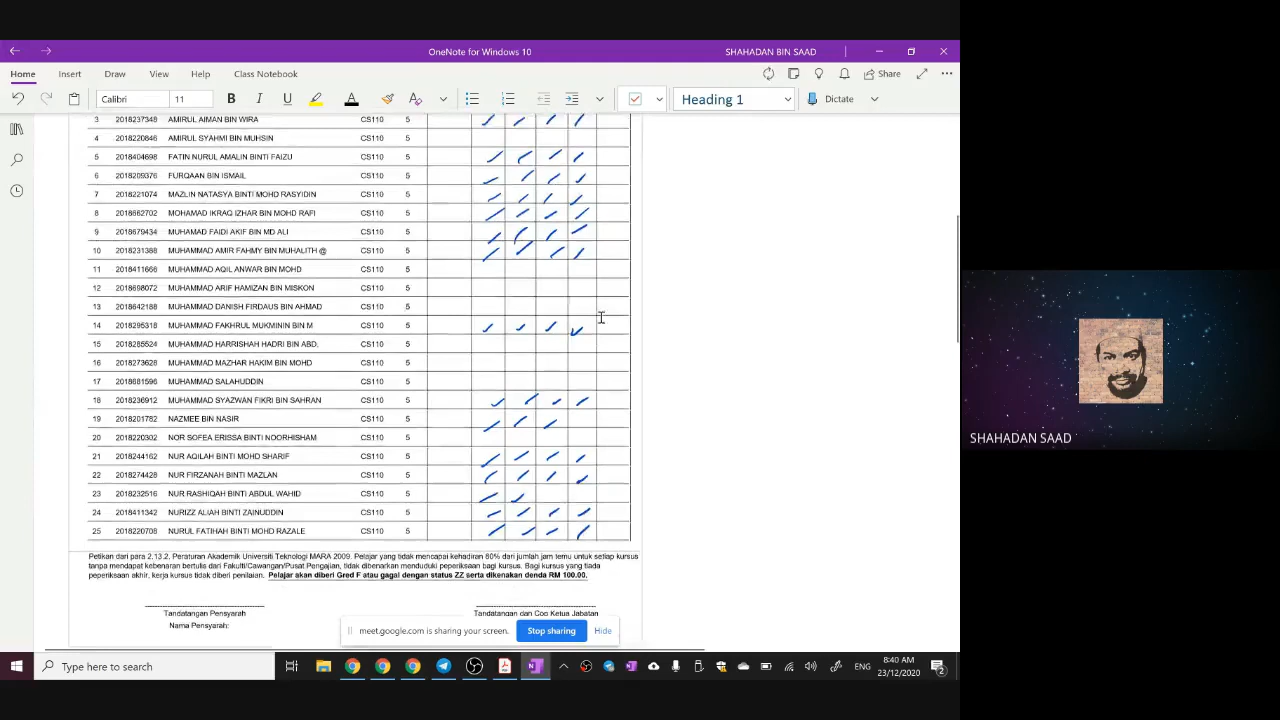 OneNote for Windows 10
SHAHADAN BIN SAAD
Home Insert Draw View Help Class Notebook
Share
Calibri 11 B I U A Heading 1 Dictate
3 2018237348 AMIRUL AIMAN BIN WIRA CS110 5
4 2018220846 AMIRUL SYAHMI BIN MUHSIN CS110 5
5 2018404698 FATIN NURUL AMALIN BINTI FAIZU CS110 5
6 2018209376 FURQAAN BIN ISMAIL CS110 5
7 2018221074 MAZLIN NATASYA BINTI MOHD RASYIDIN CS110 5
8 2018662702 MOHAMAD IKRAQ IZHAR BIN MOHD RAFI CS110 5
9 2018679434 MUHAMAD FAIDI AKIF BIN MD ALI CS110 5
10 2018231388 MUHAMMAD AMIR FAHMY BIN MUHALITH @ CS110 5
11 2018411666 MUHAMMAD AQIL ANWAR BIN MOHD CS110 5
12 2018698072 MUHAMMAD ARIF HAMIZAN BIN MISKON CS110 5
13 2018642188 MUHAMMAD DANISH FIRDAUS BIN AHMAD CS110 5
14 2018295318 MUHAMMAD FAKHRUL MUKMININ BIN M CS110 5
15 2018285524 MUHAMMAD HARRISHAH HADRI BIN ABD. CS110 5
16 2018273628 MUHAMMAD MAZHAR HAKIM BIN MOHD CS110 5
17 2018681596 MUHAMMAD SALAHUDDIN CS110 5
18 2018236912 MUHAMMAD SYAZWAN FIKRI BIN SAHRAN CS110 5
19 2018201782 NAZMEE BIN NASIR CS110 5
20 2018220302 NOR SOFEA ERISSA BINTI NOORHISHAM CS110 5
21 2018244162 NUR AQILAH BINTI MOHD SHARIF CS110 5
22 2018274428 NUR FIRZANAH BINTI MAZLAN CS110 5
23 2018232516 NUR RASHIQAH BINTI ABDUL WAHID CS110 5
24 2018411342 NURIZZ ALIAH BINTI ZAINUDDIN CS110 5
25 2018220708 NURUL FATIHAH BINTI MOHD RAZALE CS110 5
Petikan dari para 2.13.2, Peraturan Akademik Universiti Teknologi MARA 2009. Pelajar yang tidak mencapai kehadiran 80% dari jumlah jam temu untuk setiap kursus
tanpa mendapat kebenaran bertulis dari Fakulti/Cawangan/Pusat Pengajian, tidak dibenarkan menduduki peperiksaan bagi kursus. Bagi kursus yang tiada
peperiksaan akhir, kerja kursus tidak diberi penilaian. Pelajar akan diberi Gred F atau gagal dengan status ZZ serta dikenakan denda RM 100.00.
Tandatangan Pensyarah Tandatangan dan Cop Ketua Jabatan
Nama Pensyarah:
meet.google.com is sharing your screen. Stop sharing Hide
SHAHADAN SAAD
Type here to search
ENG
8:40 AM
23/12/2020
2